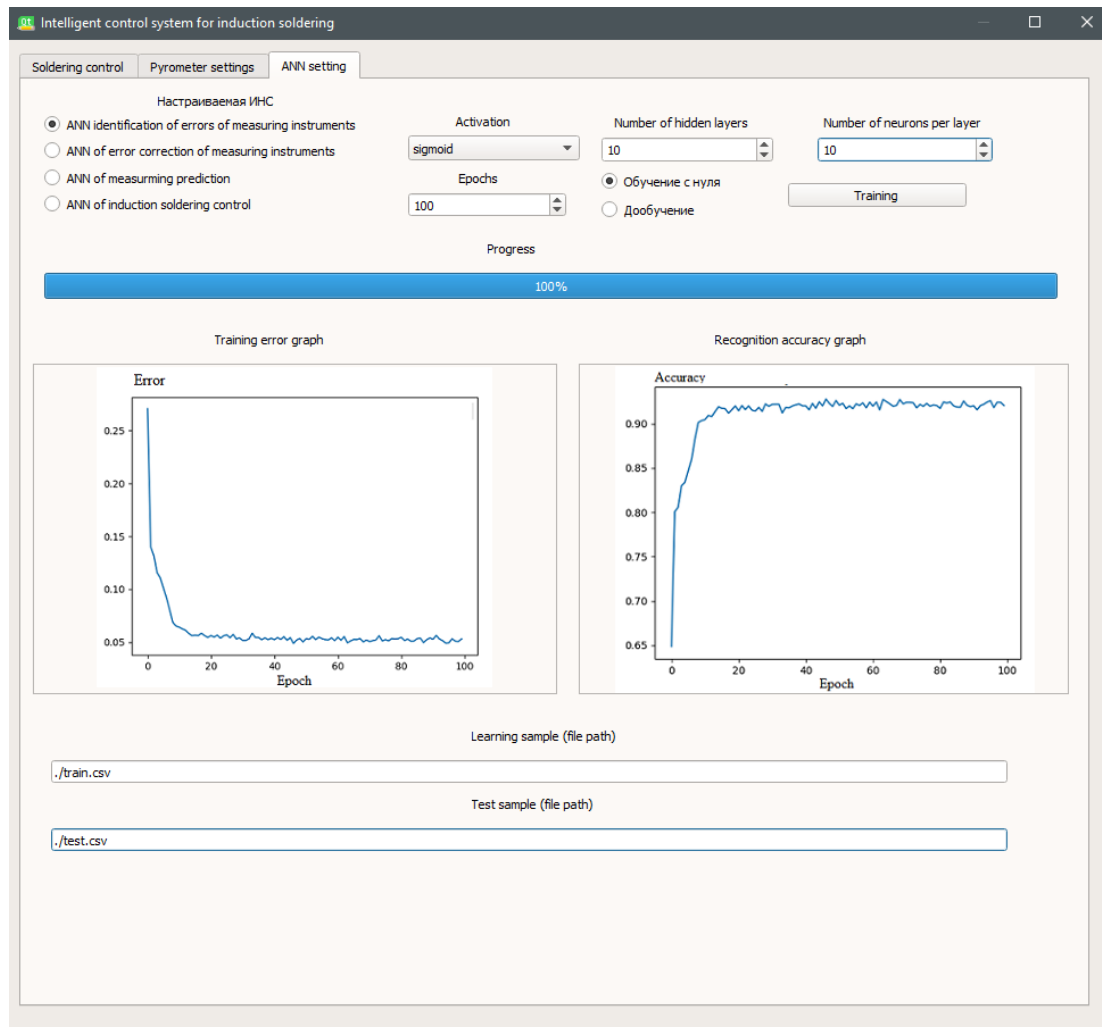 Intelligent control system for induction soldering
Soldering control Pyrometer settings ANN setting
Настраиваемая ИНС
ANN identification of errors of measuring instruments
ANN of error correction of measuring instruments
ANN of measurming prediction
ANN of induction soldering control
Activation
sigmoid
Epochs
100
Number of hidden layers
10
Обучение с нуля
Дообучение
Number of neurons per layer
10
Training
Progress
100%
Training error graph
Error
0.25
0.20
0.15
0.10
0.05
0 20 40 60 80 100
Epoch
Recognition accuracy graph
Accuracy
0.90
0.85
0.80
0.75
0.70
0.65
0 20 40 60 80 100
Epoch
Learning sample (file path)
./train.csv
Test sample (file path)
./test.csv